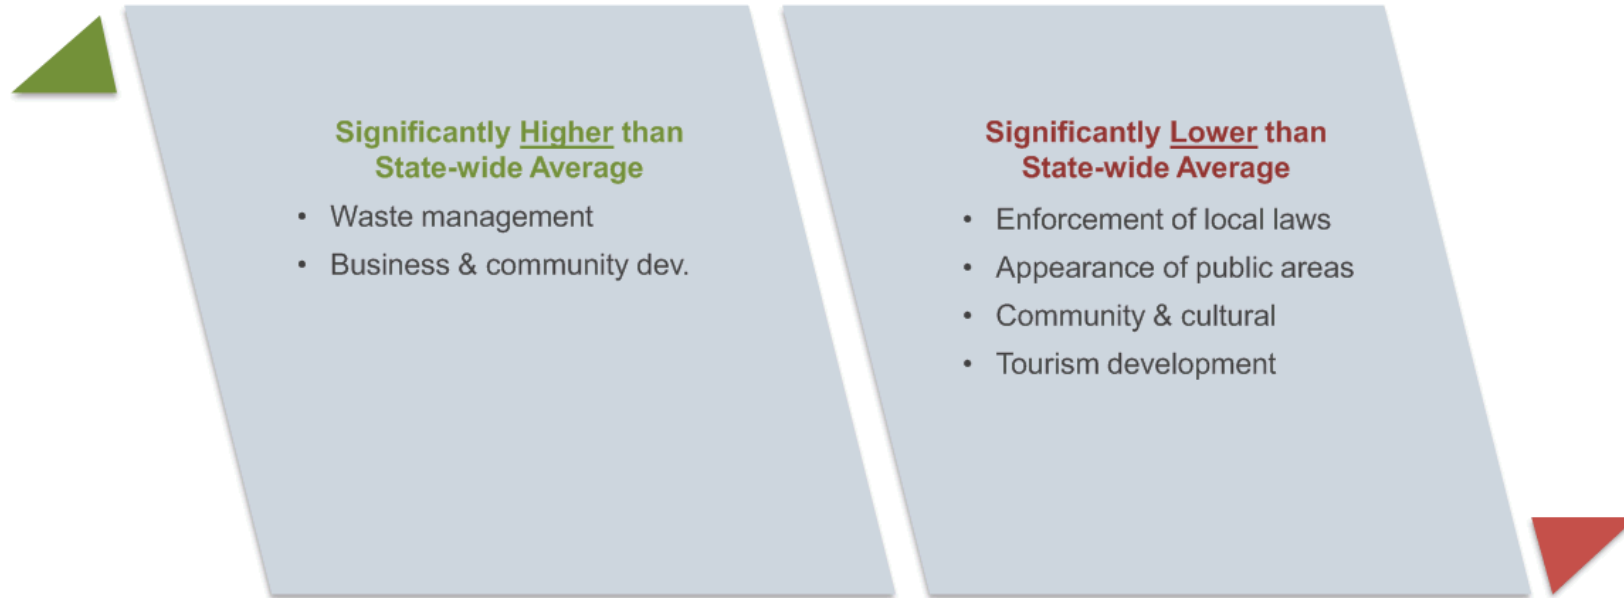 Significantly Higher than
State-wide Average
• Waste management
• Business & community dev.
Significantly Lower than
State-wide Average
• Enforcement of local laws
• Appearance of public areas
• Community & cultural
• Tourism development